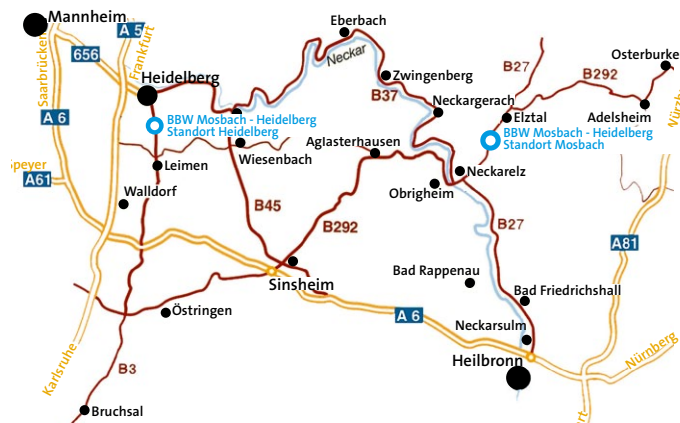 Mannheim
Eberbach
A 5
Frankfurt
B27
Osterburke
656
Neckar
Saarbrücken
Heidelberg
Zwingenberg
B292
B37
Neckargerach
Elztal
Adelsheim
A 6
BBW Mosbach - Heidelberg
Standort Heidelberg
BBW Mosbach - Heidelberg
Standort Mosbach
Würzb
Aglasterhausen
Wiesenbach
Speyer
Leimen
Neckarelz
A61
Walldorf
Obrigheim
B45
B292
B27
A81
Bad Rappenau
Sinsheim
Bad Friedrichshall
Östringen
A 6
Neckarsulm
Heilbronn
Nürnberg
Karlsruhe
B3
Bruchsal